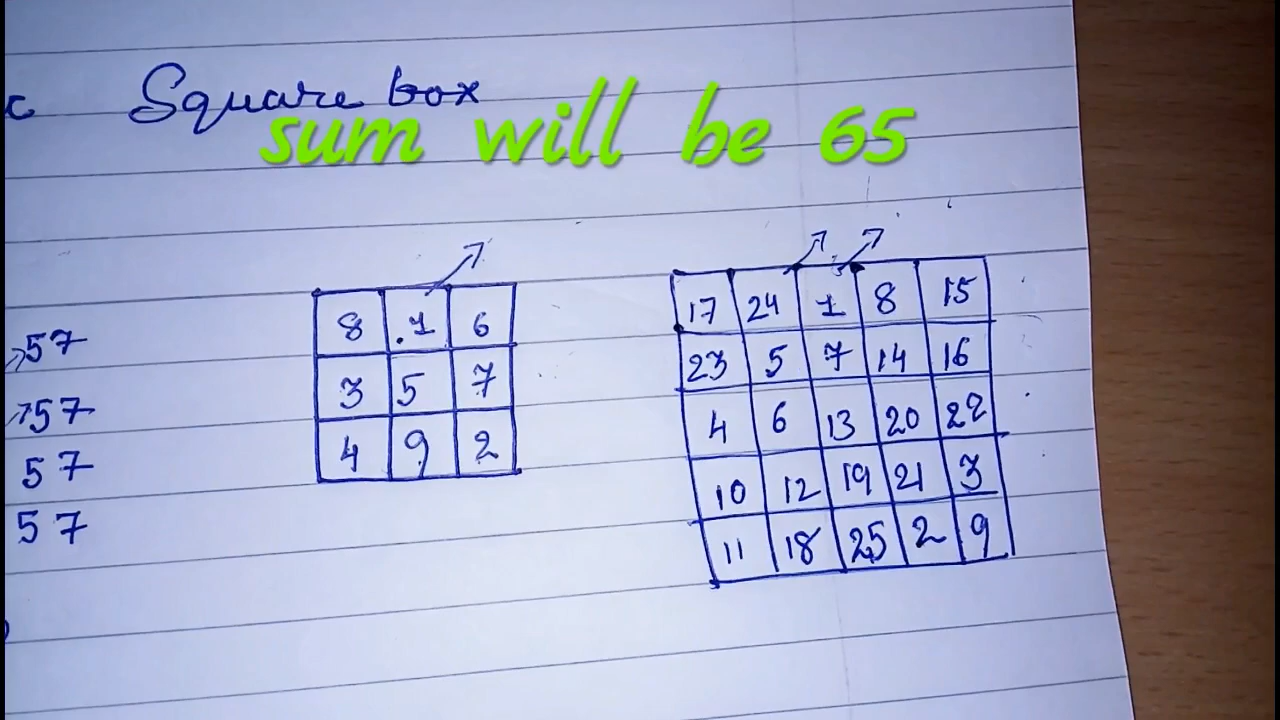 c Square box
sum will be 65
57
57
57
57
8 1 6
3 5 7
4 9 2
17 24 1 8 15
23 5 7 14 16
4 6 13 20 22
10 12 19 21 3
11 18 25 2 9